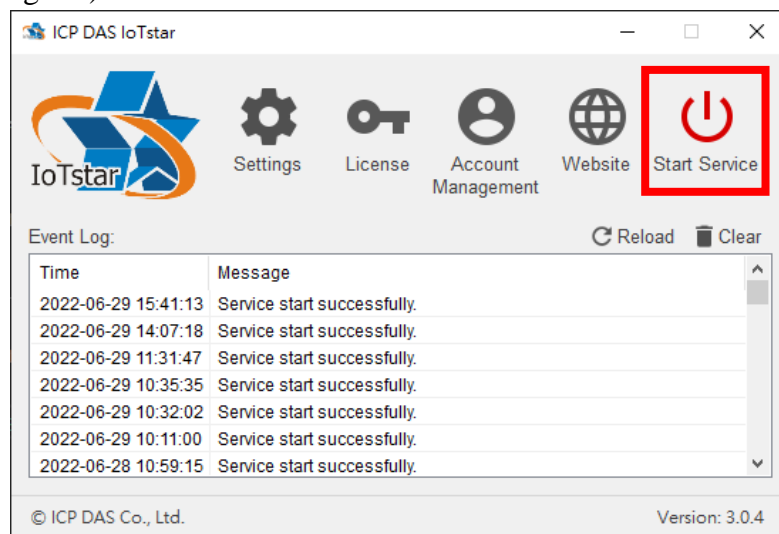 ICP DAS IoTstar
IoTstar
Settings
License
Account
Management
Website
Start Service
Event Log:
Reload
Clear
Time Message
2022-06-29 15:41:13 Service start successfully.
2022-06-29 14:07:18 Service start successfully.
2022-06-29 11:31:47 Service start successfully.
2022-06-29 10:35:35 Service start successfully.
2022-06-29 10:32:02 Service start successfully.
2022-06-29 10:11:00 Service start successfully.
2022-06-28 10:59:15 Service start successfully.
© ICP DAS Co., Ltd.
Version: 3.0.4